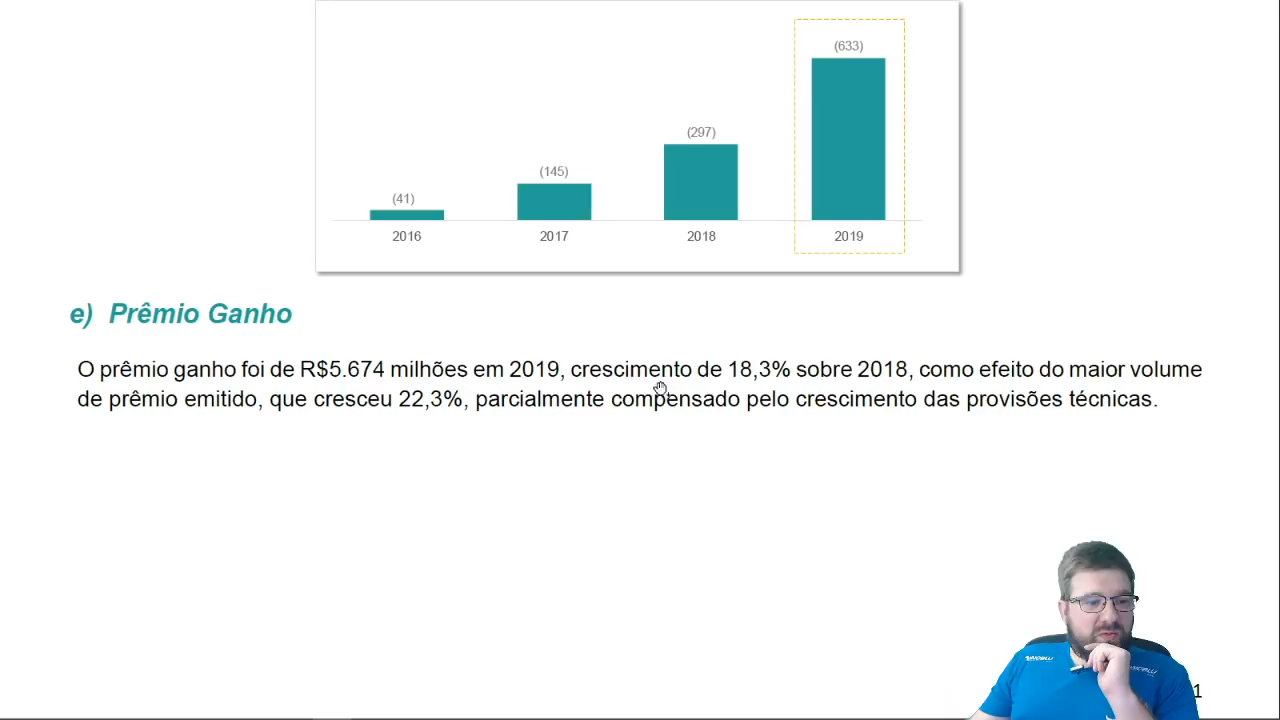 (633)
(297)
(145)
(41)
2016 2017 2018 2019
e) Prêmio Ganho
O prêmio ganho foi de R$5.674 milhões em 2019, crescimento de 18,3% sobre 2018, como efeito do maior volume
de prêmio emitido, que cresceu 22,3%, parcialmente compensado pelo crescimento das provisões técnicas.
1